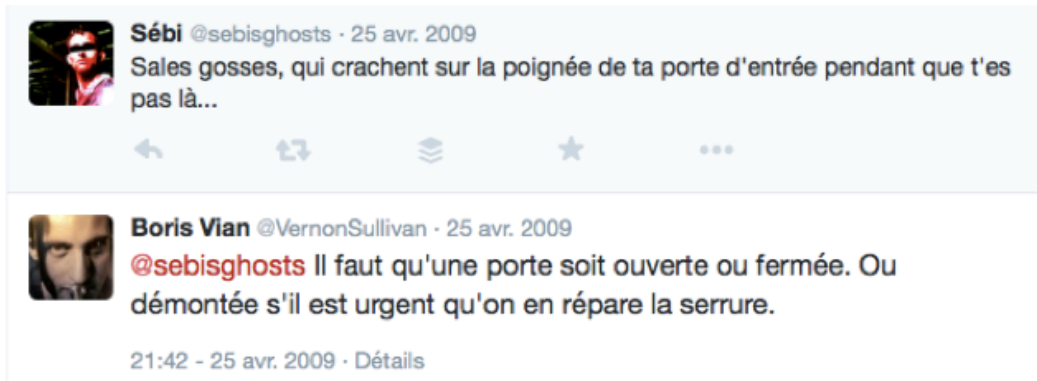 Sébi @sebisghosts · 25 avr. 2009
Sales gosses, qui crachent sur la poignée de ta porte d'entrée pendant que t'es
pas là...
Boris Vian @VernonSullivan · 25 avr. 2009
@sebisghosts Il faut qu'une porte soit ouverte ou fermée. Ou
démontée s'il est urgent qu'on en répare la serrure.
21:42 - 25 avr. 2009 · Détails